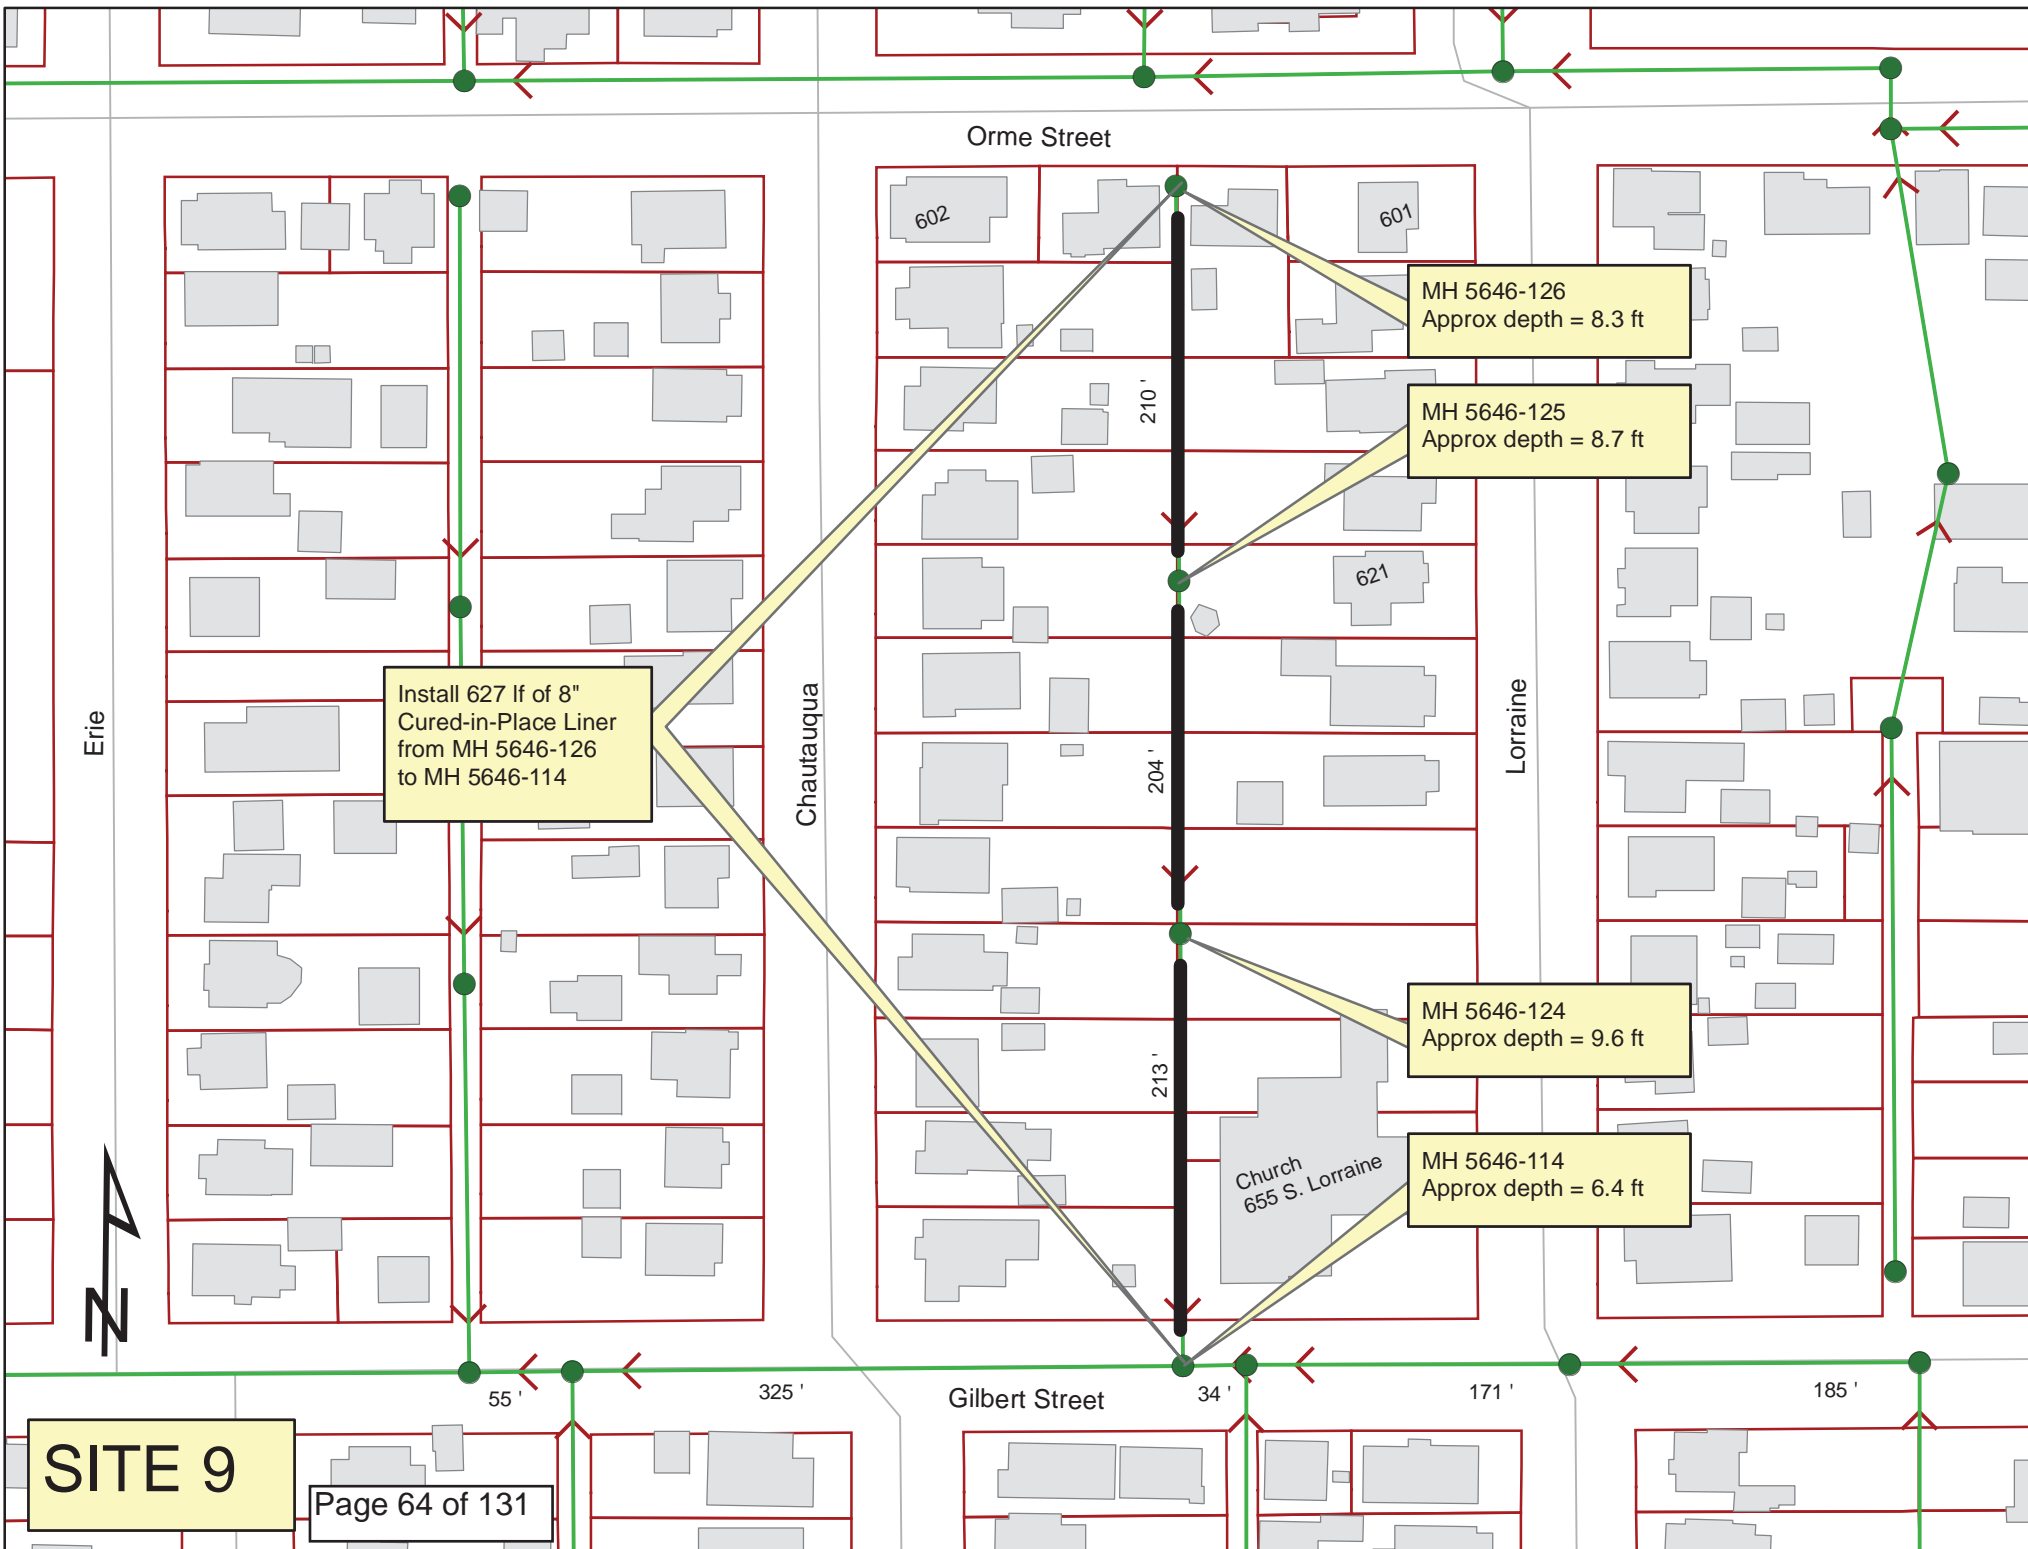 Orme Street
602
601
MH 5646-126
Approx depth = 8.3 ft
210 '
MH 5646-125
Approx depth = 8.7 ft
621
Install 627 lf of 8"
Cured-in-Place Liner
from MH 5646-126
to MH 5646-114
Erie
Chautauqua
204 '
Lorraine
MH 5646-124
Approx depth = 9.6 ft
213 '
Church
655 S. Lorraine
MH 5646-114
Approx depth = 6.4 ft
N
55 '
325 '
Gilbert Street
34 '
171 '
185 '
SITE 9
Page 64 of 131